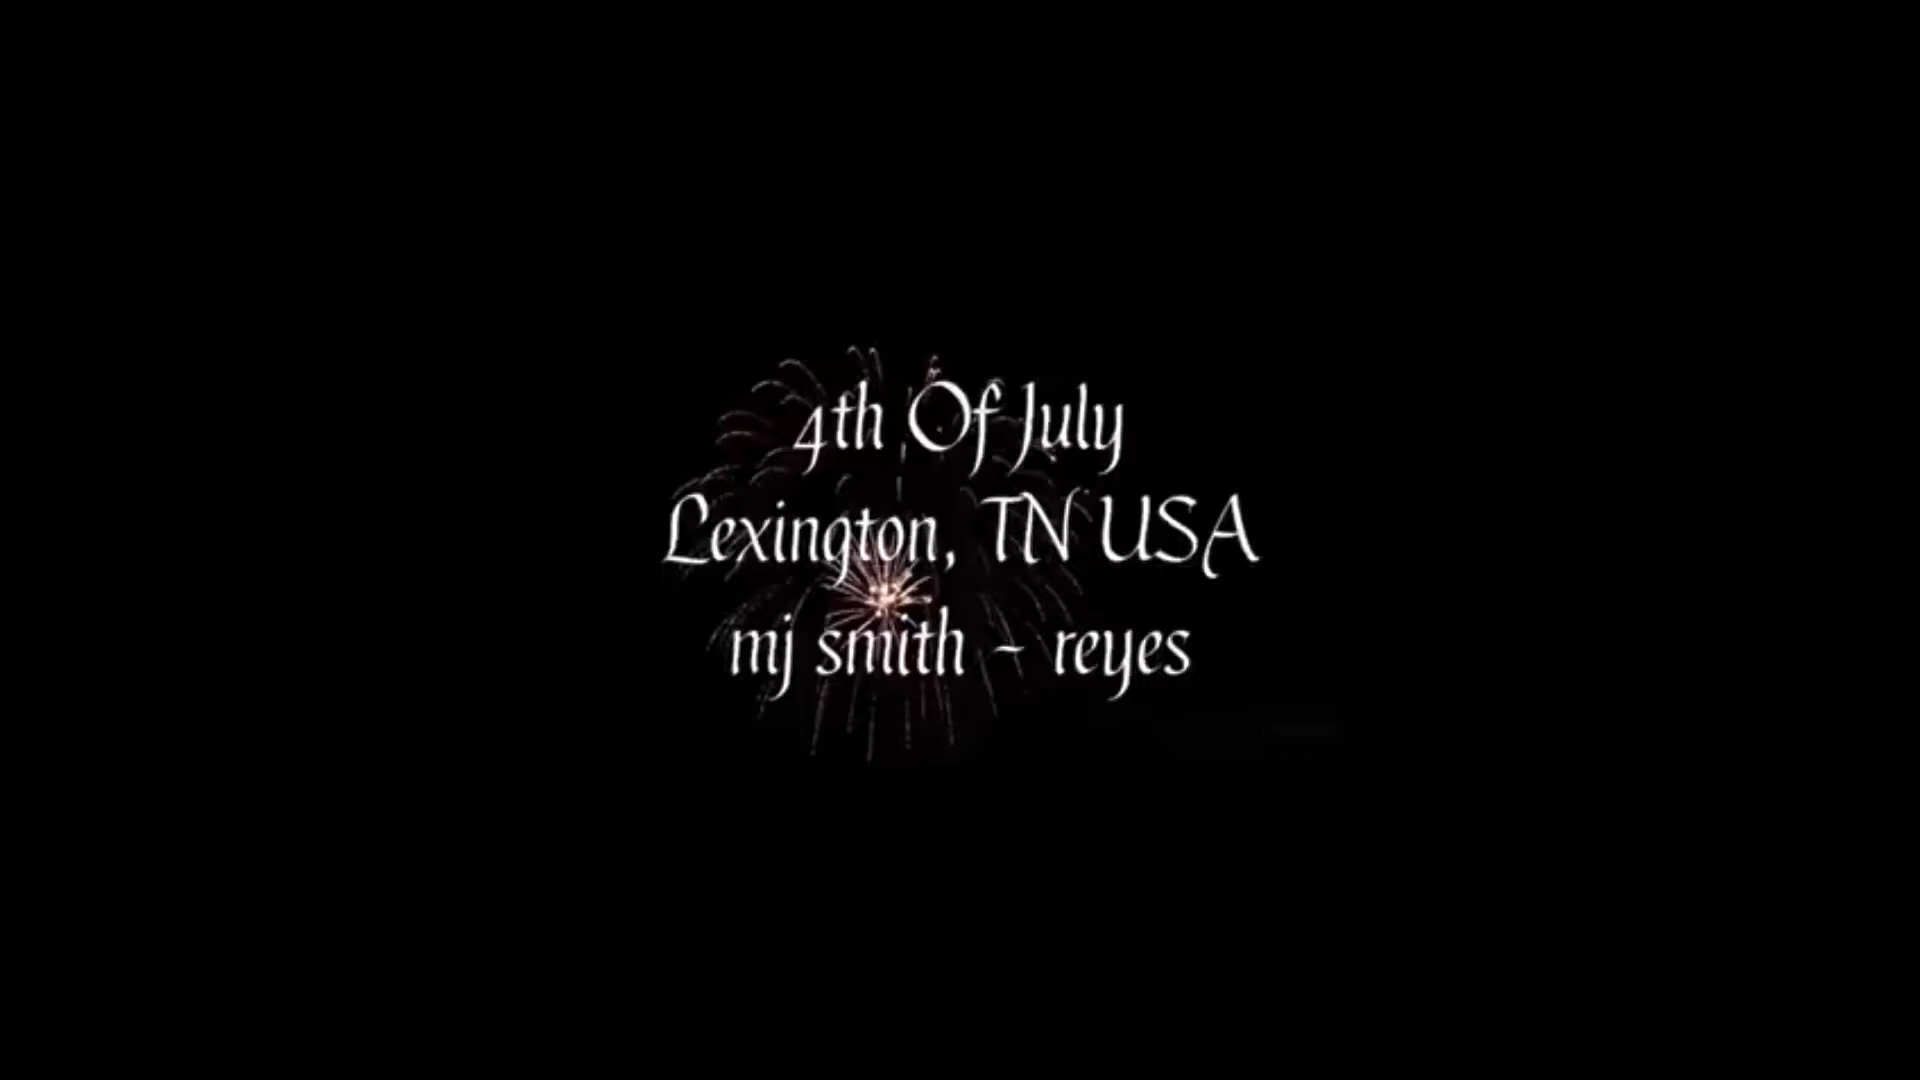 4th Of July
Lexington, TN USA
mj smith - reyes